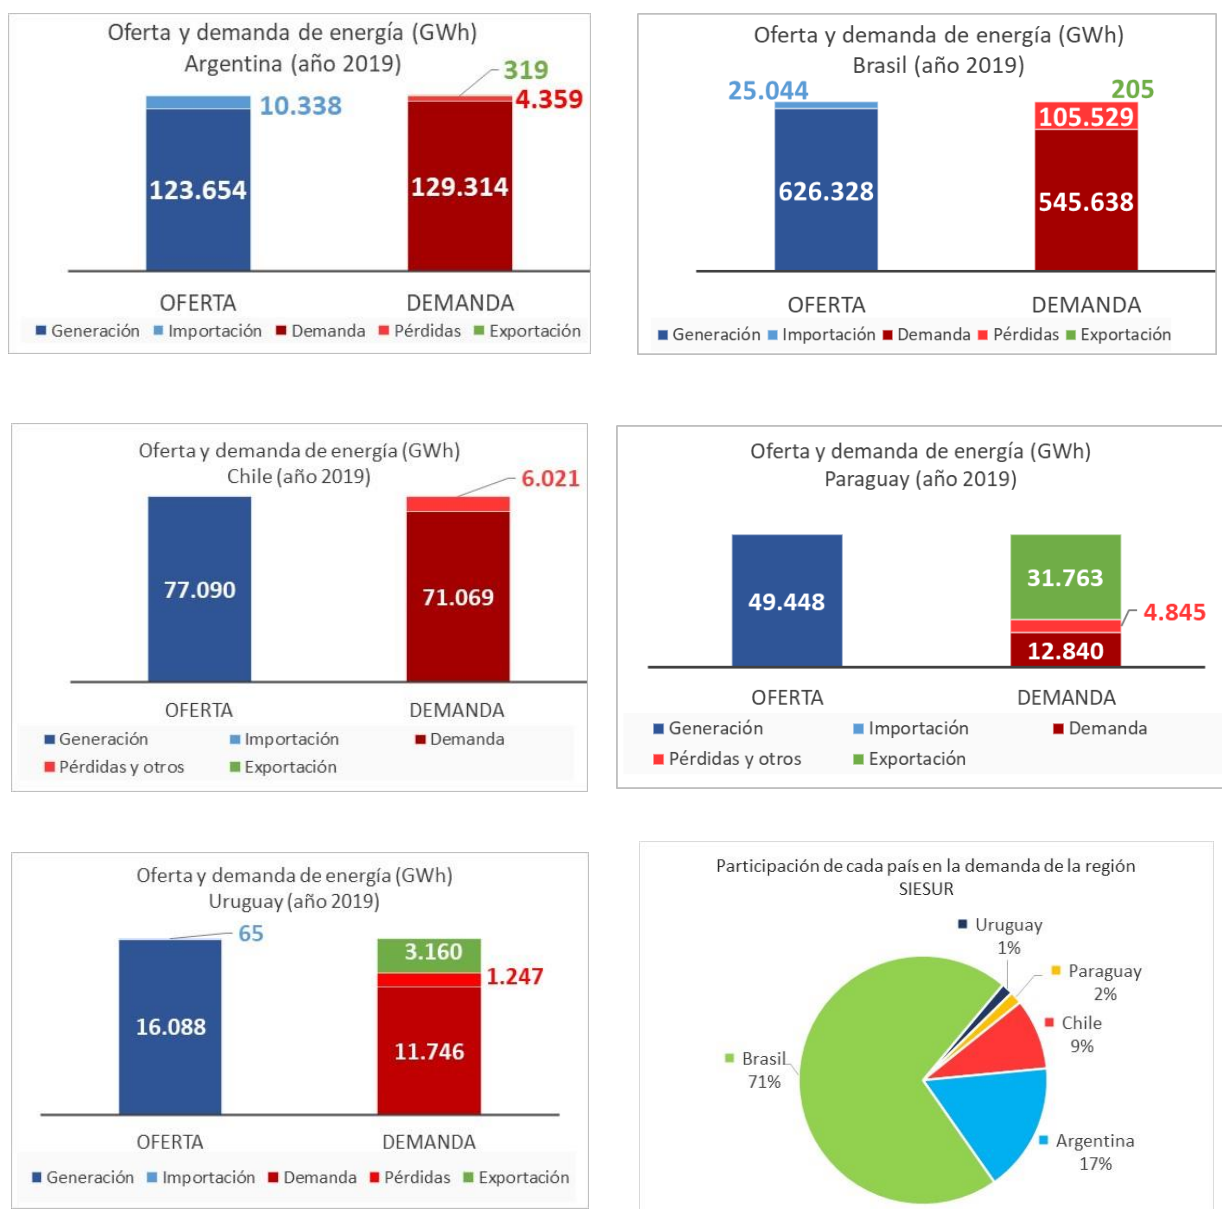 Oferta y demanda de energía (GWh)
Argentina (año 2019)
319
10.338
4.359
123.654
129.314
OFERTA
DEMANDA
Generación
Importación
Demanda
Pérdidas
Exportación
Oferta y demanda de energía (GWh)
Brasil (año 2019)
25.044
205
105.529
626.328
545.638
OFERTA
DEMANDA
Generación
Importación
Demanda
Pérdidas
Exportación
Oferta y demanda de energía (GWh)
Chile (año 2019)
6.021
77.090
71.069
OFERTA
DEMANDA
Generación
Importación
Demanda
Pérdidas y otros
Exportación
Oferta y demanda de energía (GWh)
Paraguay (año 2019)
31.763
49.448
4.845
12.840
OFERTA
DEMANDA
Generación
Importación
Demanda
Pérdidas y otros
Exportación
Oferta y demanda de energía (GWh)
Uruguay (año 2019)
65
3.160
1.247
16.088
11.746
OFERTA
DEMANDA
Generación
Importación
Demanda
Pérdidas
Exportación
Participación de cada país en la demanda de la región
SIESUR
Uruguay
1%
Paraguay
2%
Chile
9%
Brasil
71%
Argentina
17%